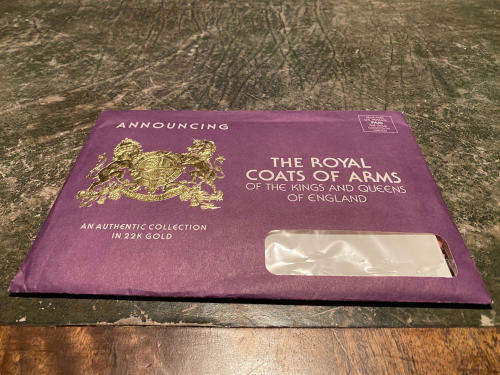 ANNOUNCING
THE ROYAL
COATS OF ARMS
OF THE KINGS AND QUEENS
OF ENGLAND
AN AUTHENTIC COLLECTION
IN 22K GOLD
PAID